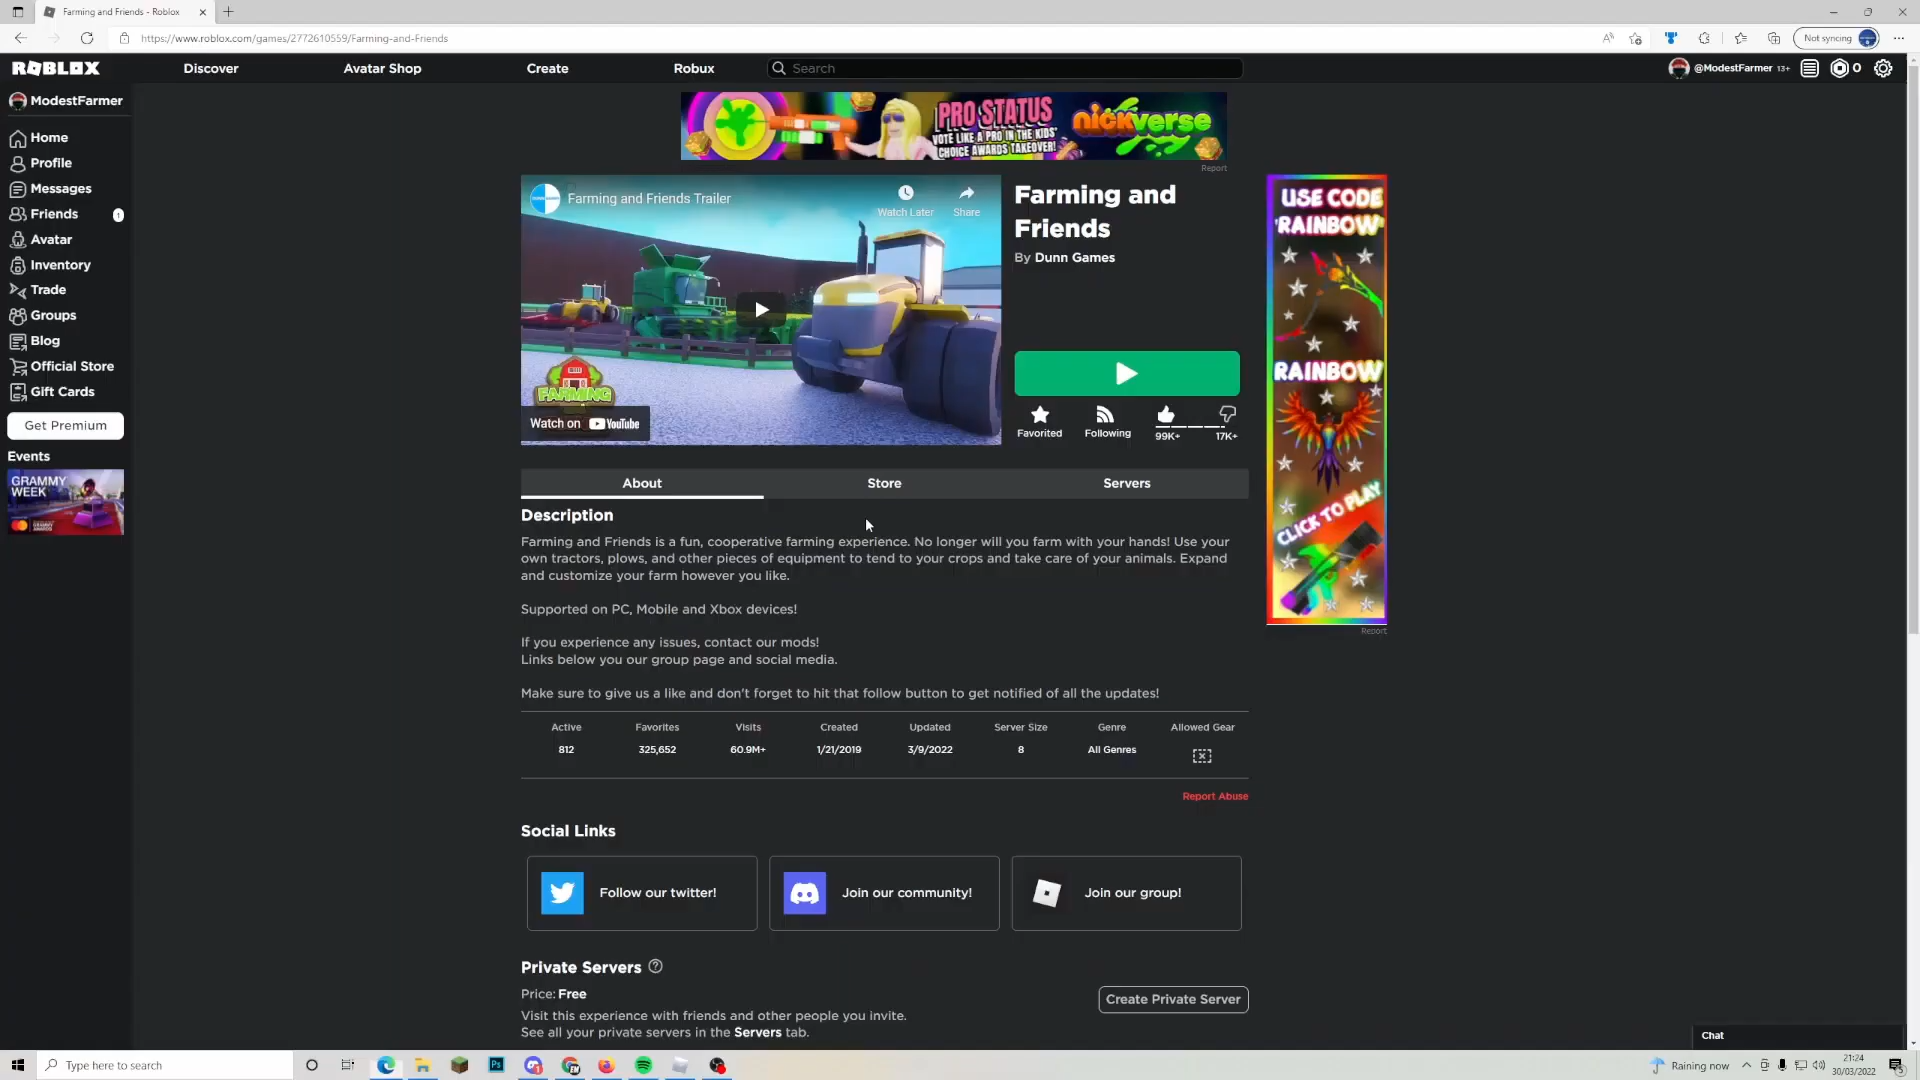 Farming and Friends - Roblox
https://www.roblox.com/games/2772610559/Farming-and-Friends
Not syncing
ROBLOX
Discover
Avatar Shop
Create
Robux
Search
@ModestFarmer 13+
0
ModestFarmer
Home
Profile
Messages
Friends
1
Avatar
Inventory
Trade
Groups
Blog
Official Store
Gift Cards
Get Premium
Events
GRAMMY
WEEK
PRO STATUS
VOTE LIKE A PRO IN THE KIDS'
CHOICE AWARDS TAKEOVER!
nickverse
Report
Farming and Friends Trailer
Watch Later
Share
FARMING
Watch on YouTube
Farming and
Friends
By Dunn Games
Favorited
Following
99K+
17K+
USE CODE
'RAINBOW'
RAINBOW
CLICK TO PLAY
Report
About
Store
Servers
Description
Farming and Friends is a fun, cooperative farming experience. No longer will you farm with your hands! Use your
own tractors, plows, and other pieces of equipment to tend to your crops and take care of your animals. Expand
and customize your farm however you like.
Supported on PC, Mobile and Xbox devices!
If you experience any issues, contact our mods!
Links below you our group page and social media.
Make sure to give us a like and don't forget to hit that follow button to get notified of all the updates!
Active
Favorites
Visits
Created
Updated
Server Size
Genre
Allowed Gear
812
325,652
60.9M+
1/21/2019
3/9/2022
8
All Genres
Report Abuse
Social Links
Follow our twitter!
Join our community!
Join our group!
Private Servers
Price: Free
Create Private Server
Visit this experience with friends and other people you invite.
See all your private servers in the Servers tab.
Chat
Type here to search
Ps
Raining now
21:24
30/03/2022